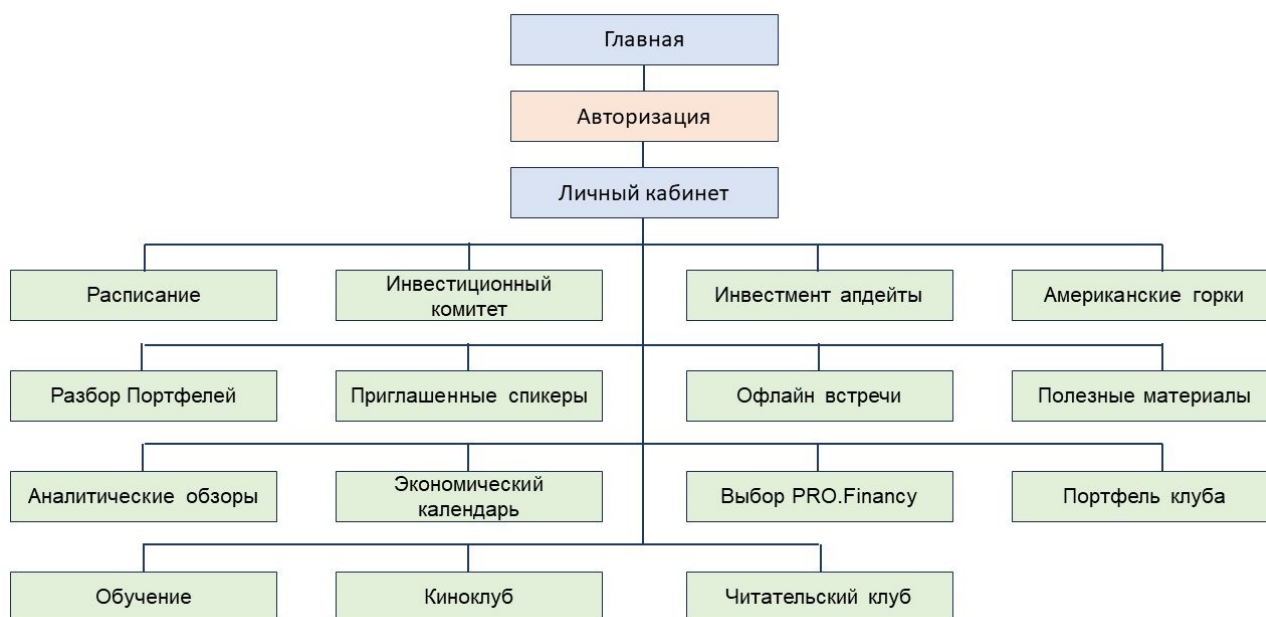 Главная
Авторизация
Личный кабинет
Расписание
Инвестиционный
комитет
Инвестмент апдейты
Американские горки
Разбор Портфелей
Приглашенные спикеры
Офлайн встречи
Полезные материалы
Аналитические обзоры
Экономический
календарь
Выбор PRO.Financy
Портфель клуба
Обучение
Киноклуб
Читательский клуб